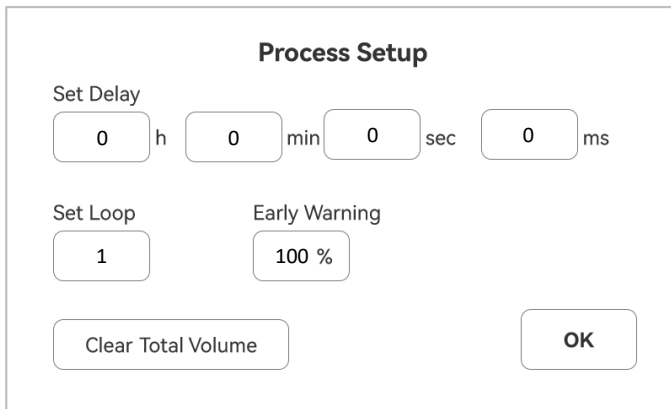 Process Setup
Set Delay
0 h 0 min 0 sec 0 ms
Set Loop Early Warning
1 100 %
Clear Total Volume OK